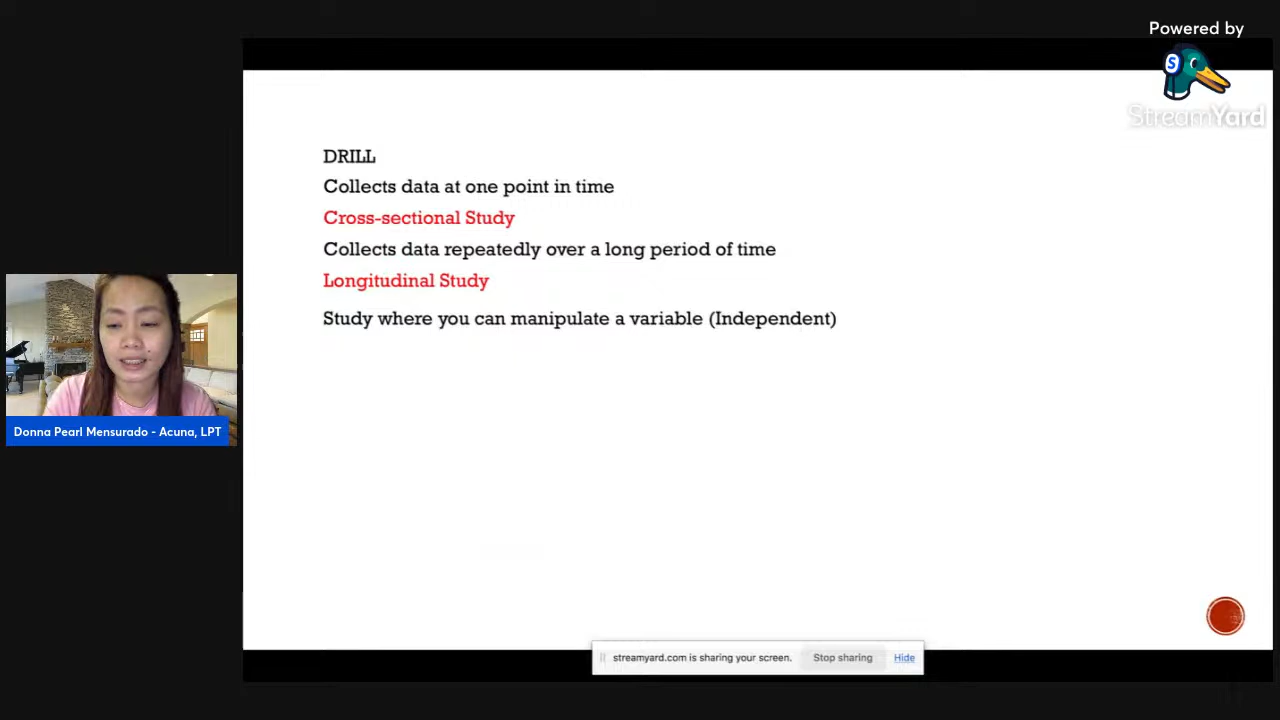 Powered by
S
StreamYard
DRILL
Collects data at one point in time
Cross-sectional Study
Collects data repeatedly over a long period of time
Longitudinal Study
Study where you can manipulate a variable (Independent)
Donna Pearl Mensurado - Acuna, LPT
streamyard.com is sharing your screen.
Stop sharing
Hide